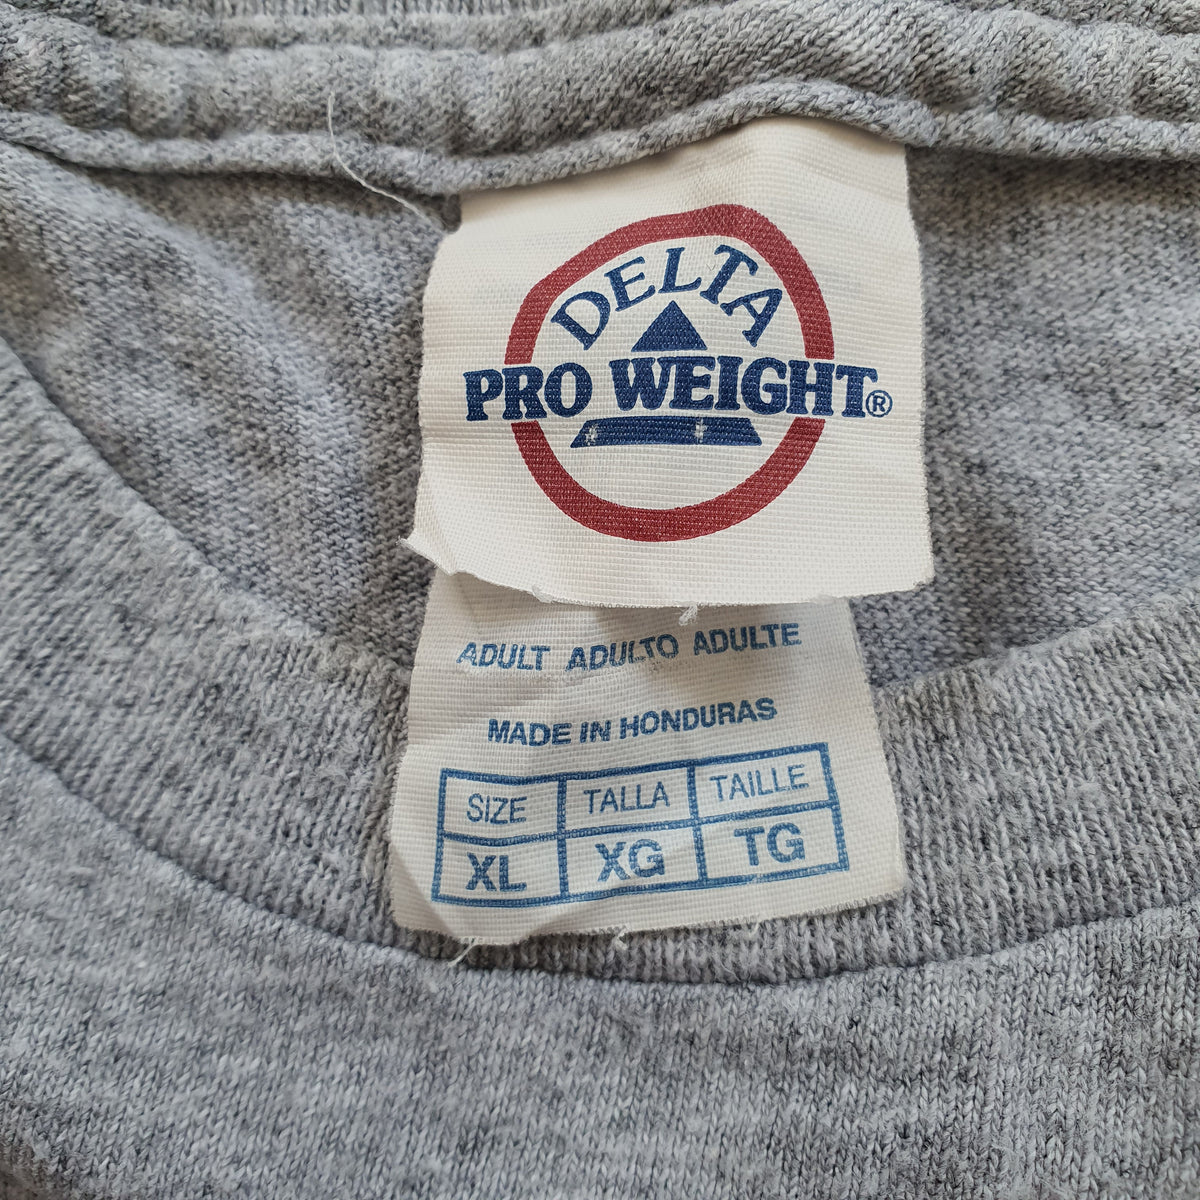 DELTA
PRO WEIGHT®
ADULT ADULTO ADULTE
MADE IN HONDURAS
SIZE TALLA TAILLE
XL XG TG